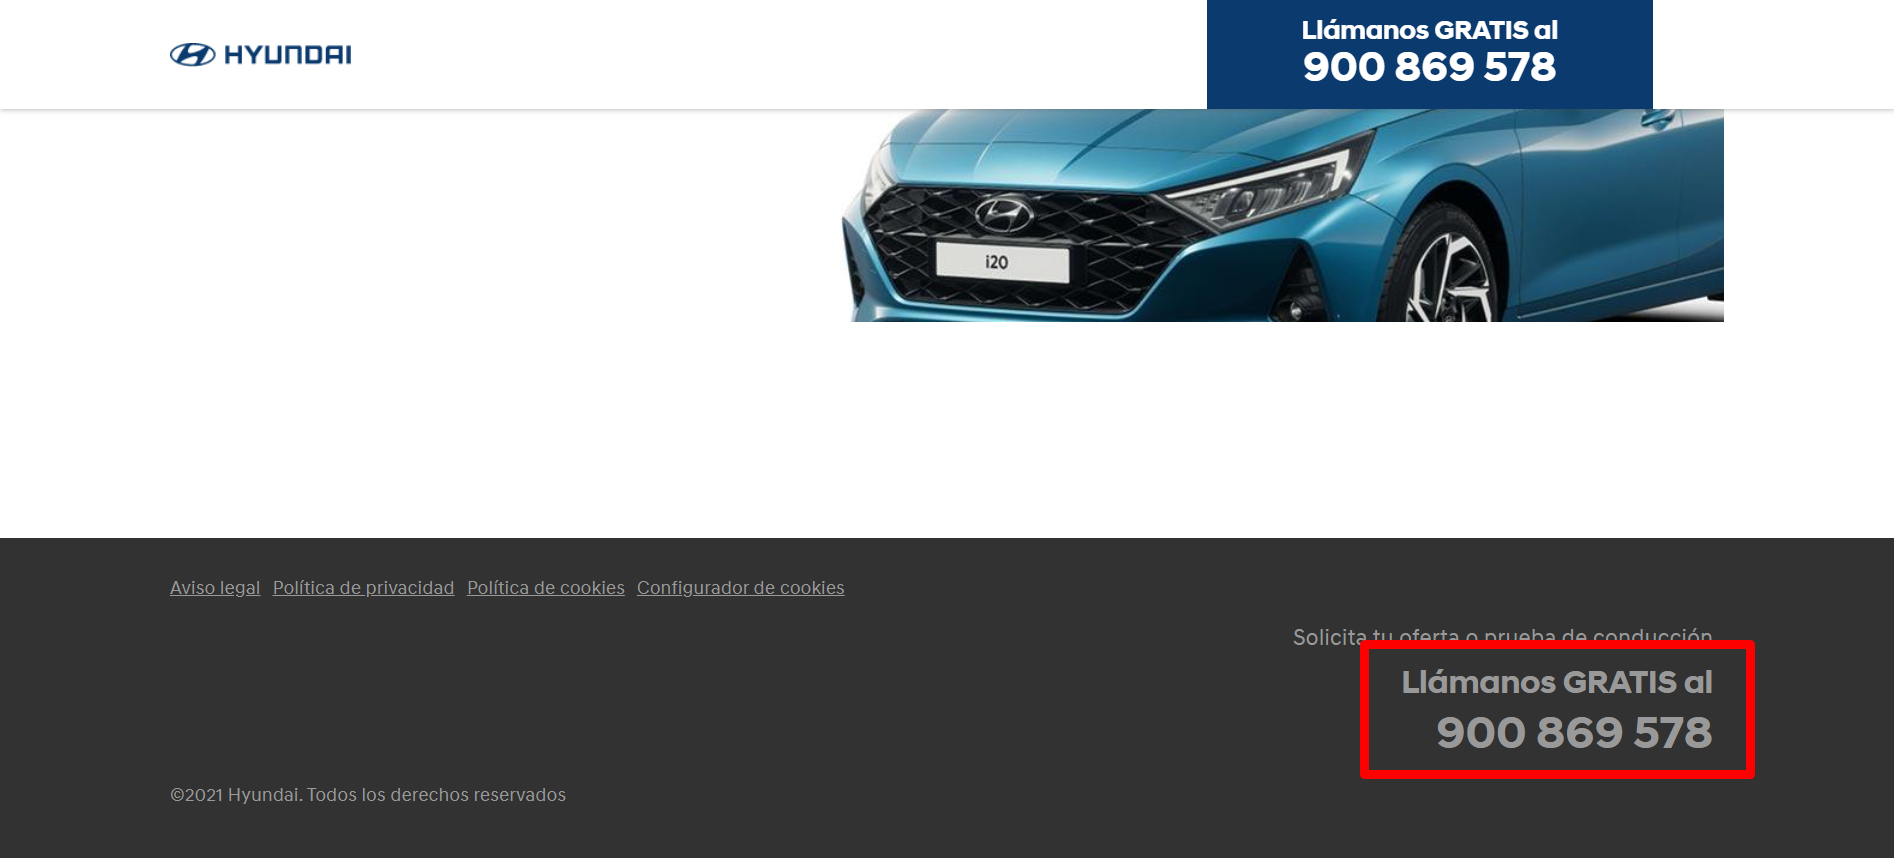 HYUNDAI
Llámanos GRATIS al
900 869 578
i20
Aviso legal Política de privacidad Política de cookies Configurador de cookies
Solicita tu oferta o prueba de conducción
Llámanos GRATIS al
900 869 578
©2021 Hyundai. Todos los derechos reservados